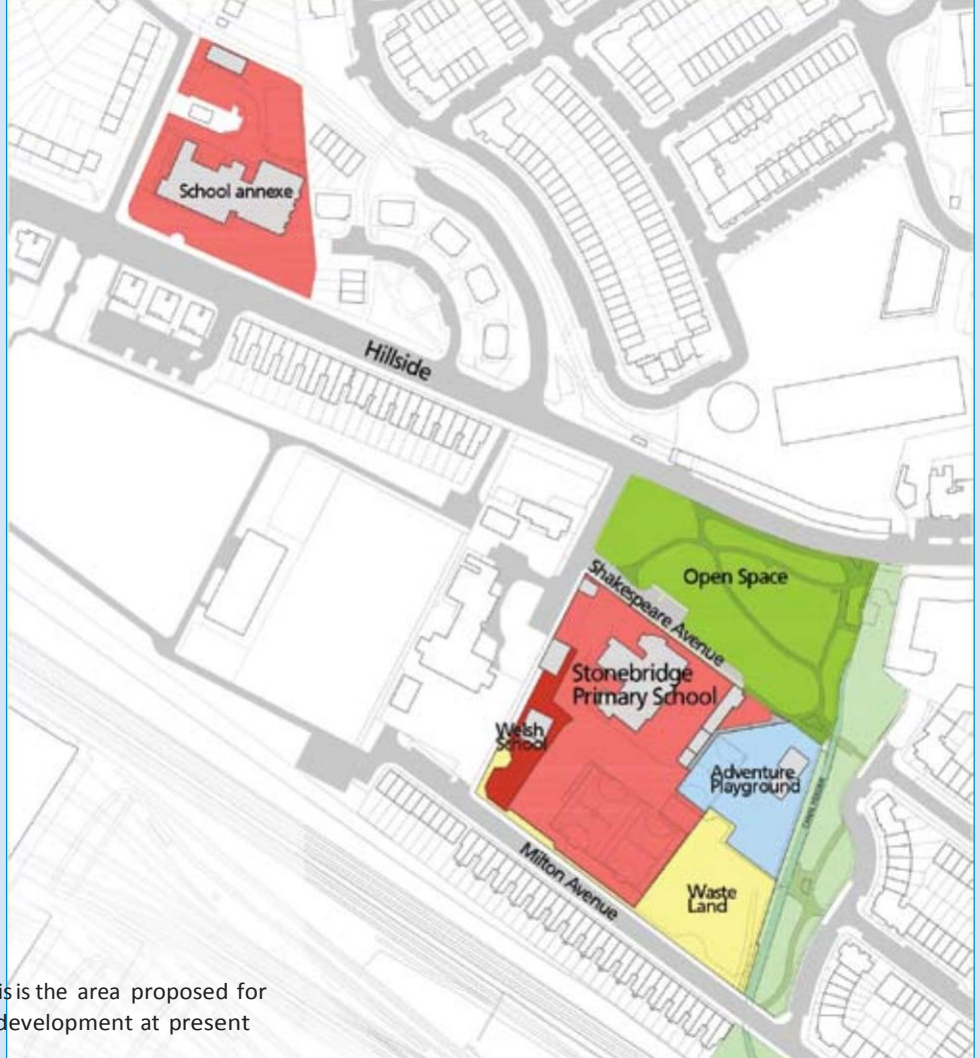 School annexe
Hillside
Open Space
Shakespeare Avenue
Stonebridge
Primary School
Welsh
School
Adventure
Playground
Milton Avenue
Waste
Land
is is the area proposed for
development at present